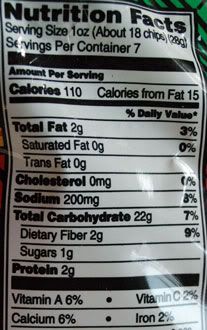 Nutrition Facts
Serving Size 1oz (About 18 chips) (28g)
Servings Per Container 7
Amount Per Serving
Calories 110 Calories from Fat 15
% Daily Value*
Total Fat 2g 3%
Saturated Fat 0g 0%
Trans Fat 0g
Cholesterol 0mg 0%
Sodium 200mg 8%
Total Carbohydrate 22g 7%
Dietary Fiber 2g 9%
Sugars 1g
Protein 2g
Vitamin A 6% • Vitamin C 2%
Calcium 6% • Iron 2%